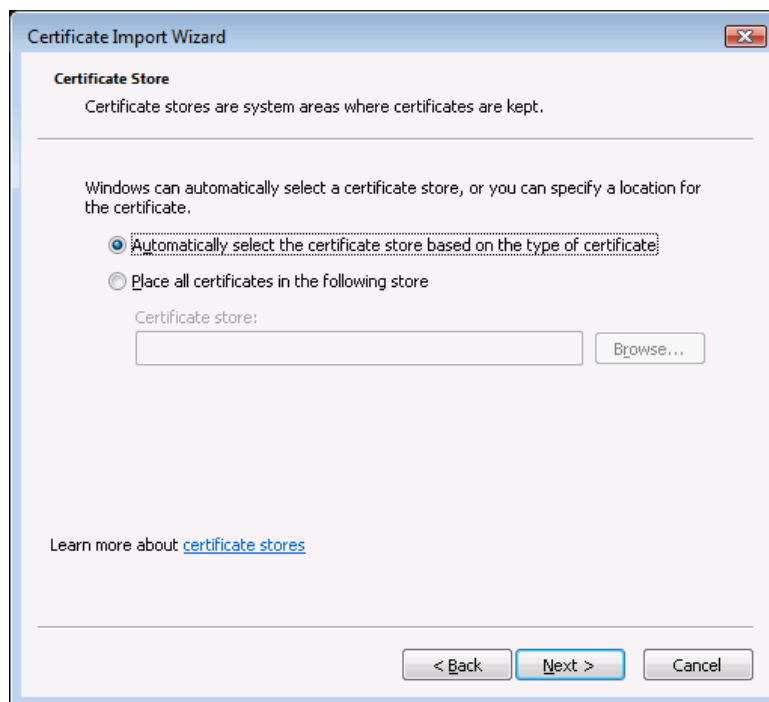 Certificate Import Wizard
Certificate Store
Certificate stores are system areas where certificates are kept.
Windows can automatically select a certificate store, or you can specify a location for
the certificate.
Automatically select the certificate store based on the type of certificate
Place all certificates in the following store
Certificate store:
Browse...
Learn more about certificate stores
< Back Next > Cancel